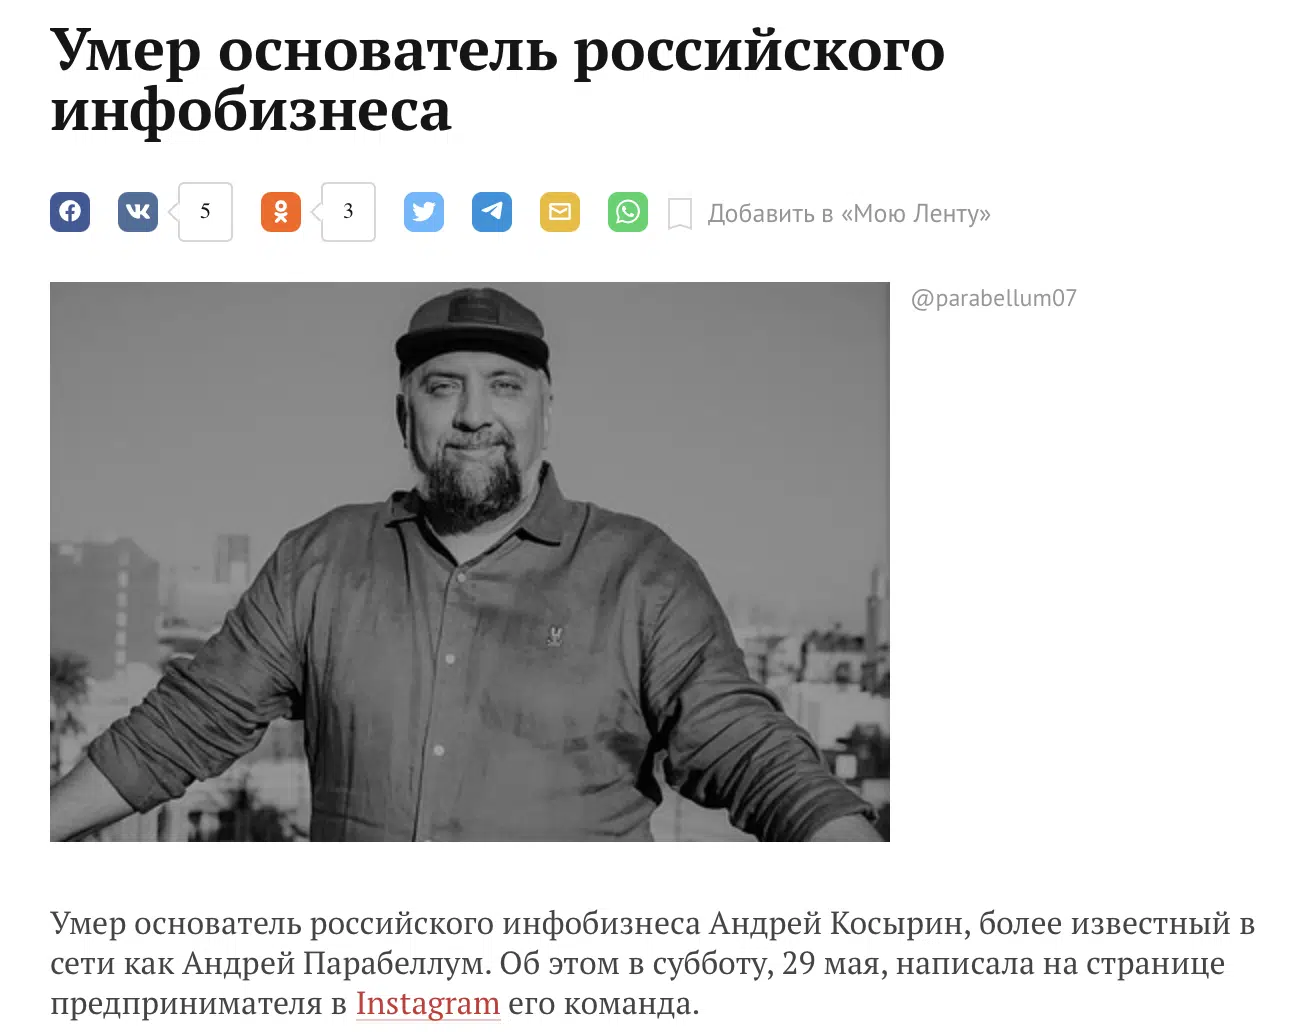 Умер основатель российского
инфобизнеса
5
3
Добавить в «Мою Ленту»
@parabellum07
Умер основатель российского инфобизнеса Андрей Косырин, более известный в
сети как Андрей Парабеллум. Об этом в субботу, 29 мая, написала на странице
предпринимателя в Instagram его команда.